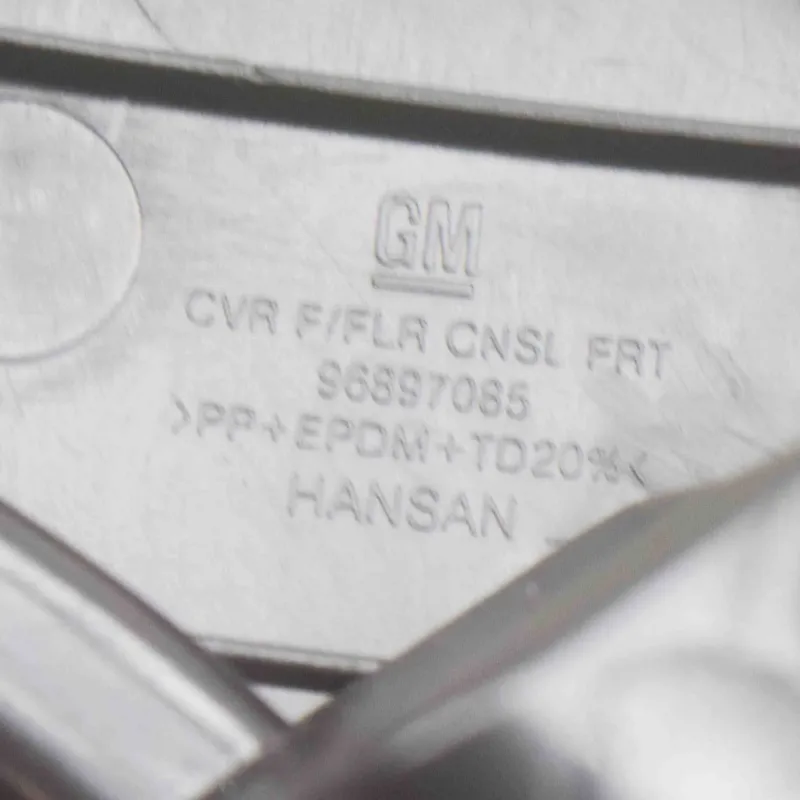 GM
CVR F/FLR CNSL FRT
96897085
>PP+EPDM+TD20%<
HANSAN